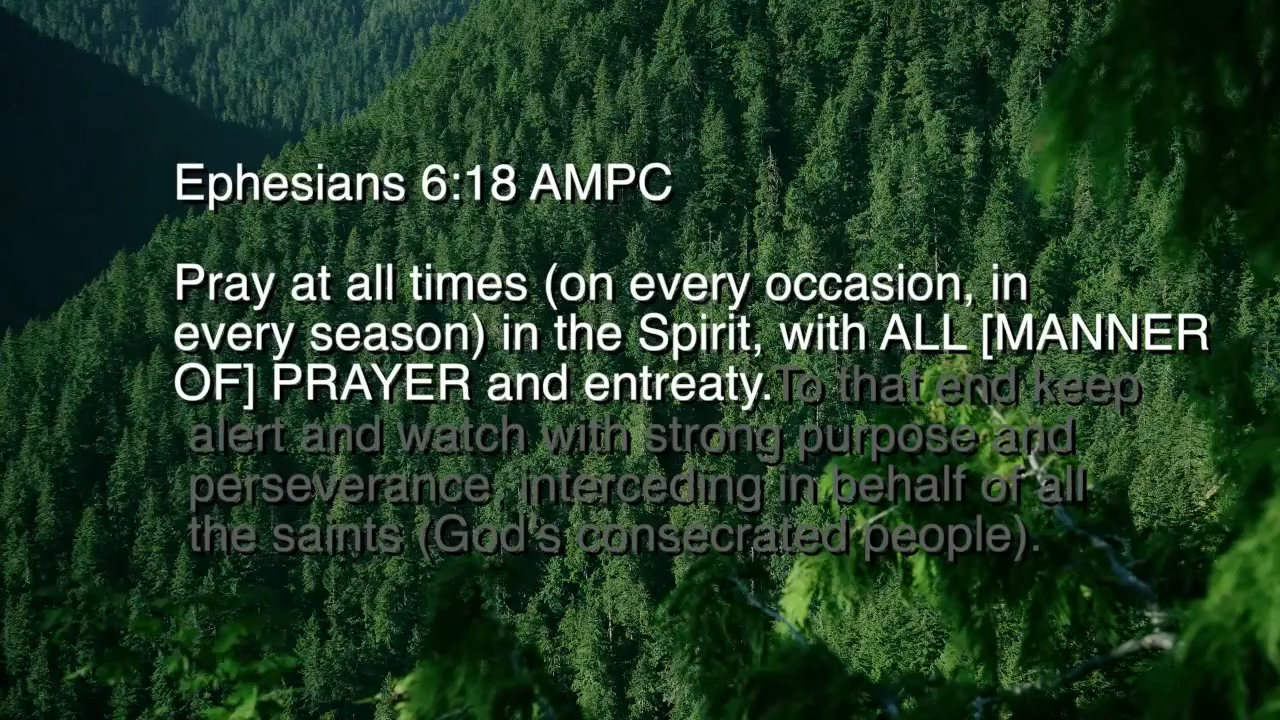 Ephesians 6:18 AMPC
Pray at all times (on every occasion, in
every season) in the Spirit, with ALL [MANNER
OF] PRAYER and entreaty.To that end keep
alert and watch with strong purpose and
perseverance, interceding in behalf of all
the saints (God's consecrated people).